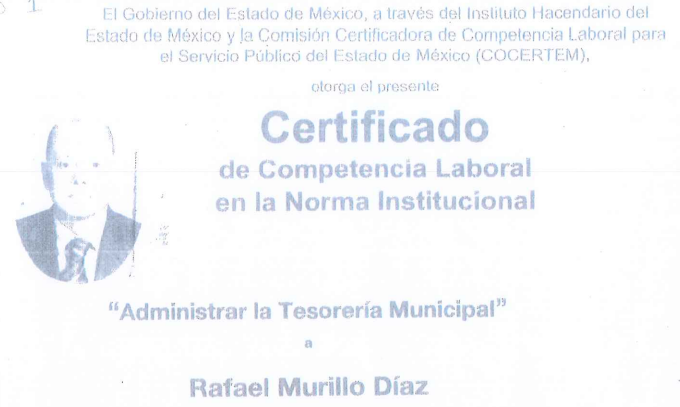 El Gobierno del Estado de México, a través del Instituto Hacendario del
Estado de México y la Comisión Certificadora de Competencia Laboral para
el Servicio Público del Estado de México (COCERTEM),
otorga el presente
Certificado
de Competencia Laboral
en la Norma Institucional
“Administrar la Tesorería Municipal”
a
Rafael Murillo Díaz